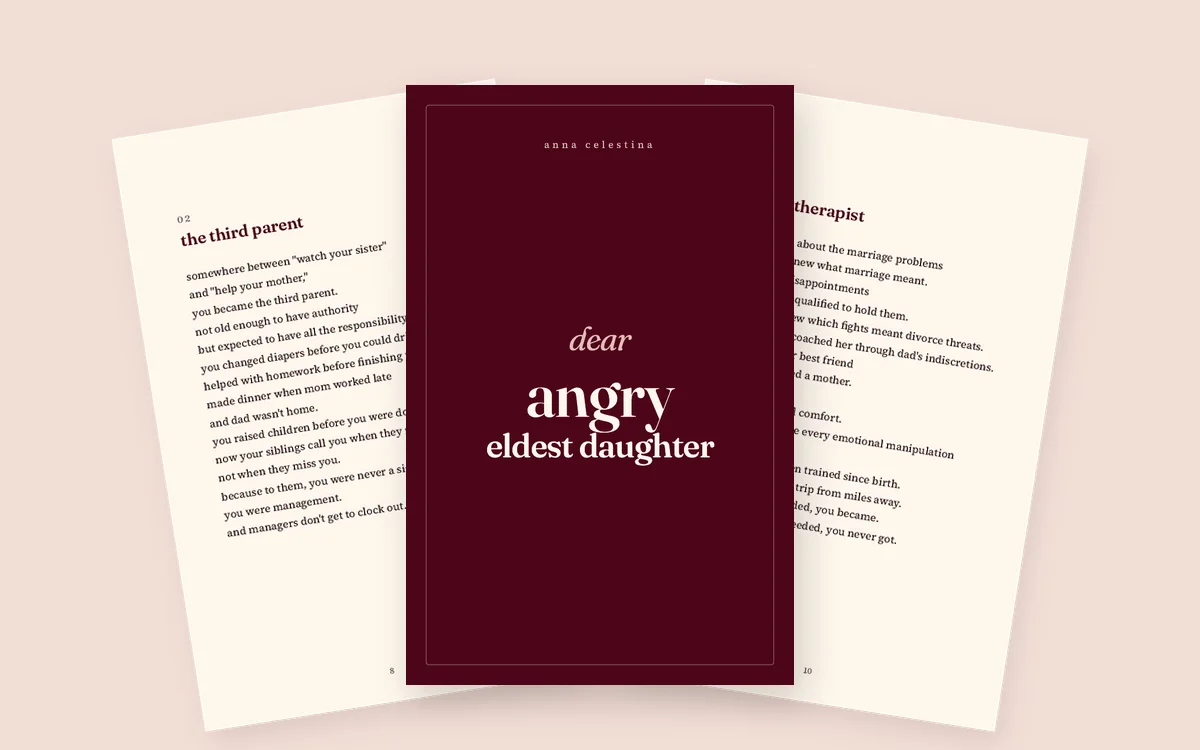 02
the third parent
somewhere between "watch your sister"
and "help your mother,"
you became the third parent.
not old enough to have authority
but expected to have all the responsibility
you changed diapers before you could
helped with homework before finishing
made dinner when mom worked late
and dad wasn't home.
you raised children before you were
now your siblings call you when they
not when they miss you.
because to them, you were never a
you were management.
and managers don't get to clock out.
8
anna celestina
dear
angry
eldest daughter
therapist
about the marriage problems
what marriage meant.
qualified to hold them.
which fights meant divorce threats.
coached her through dad's indiscretions.
best friend
a mother.
comfort.
every emotional manipulation
trained since birth.
trip from miles away.
you became.
you never got.
10